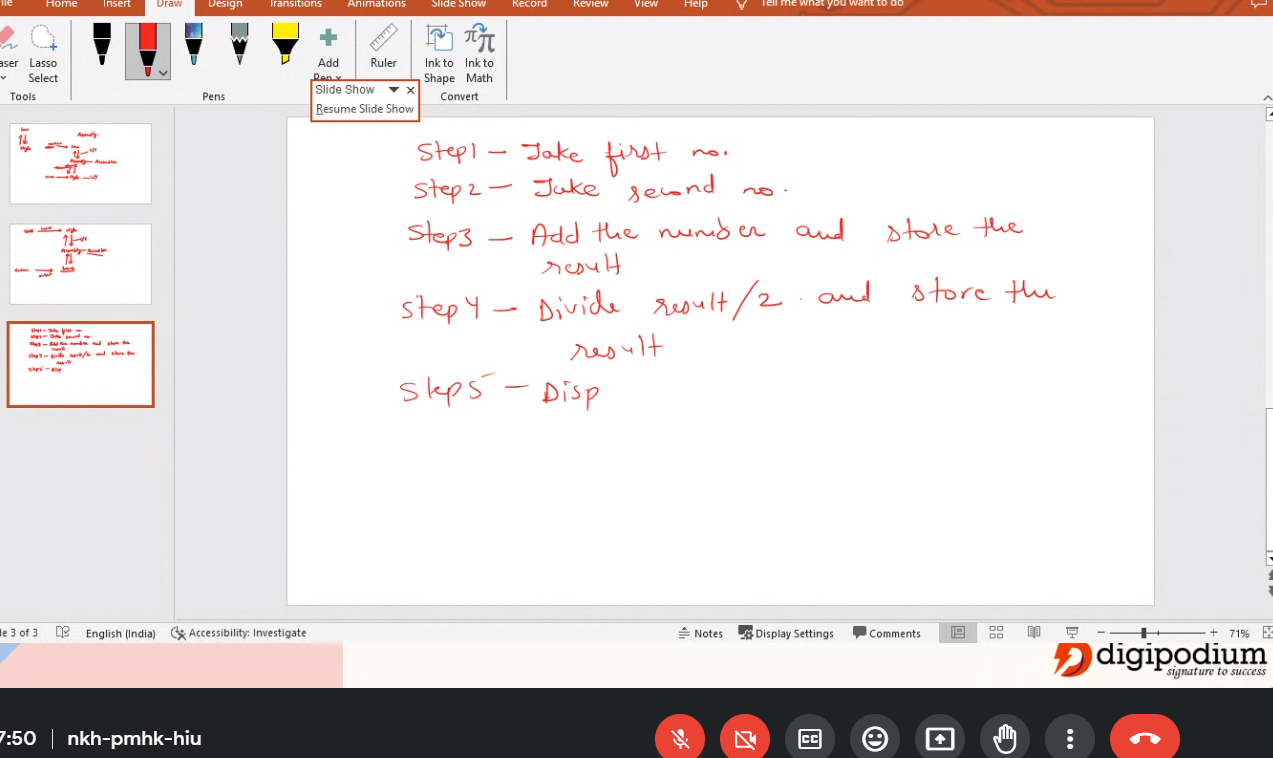 ile Home Insert Draw Design Transitions Animations Slide Show Record Review View Help Tell me what you want to do
aser Lasso Select Add Pen Ruler Ink to Shape Ink to Math
Tools Pens Convert
Slide Show
Resume Slide Show
Step1 - Take first no.
Step2 - Take second no.
Step3 - Add the number and store the
result
Step4 - Divide result/2 . and store the
result
Step5 - Disp
le 3 of 3 English (India) Accessibility: Investigate Notes Display Settings Comments 71%
digipodium
signature to success
7:50 nkh-pmhk-hiu
CC